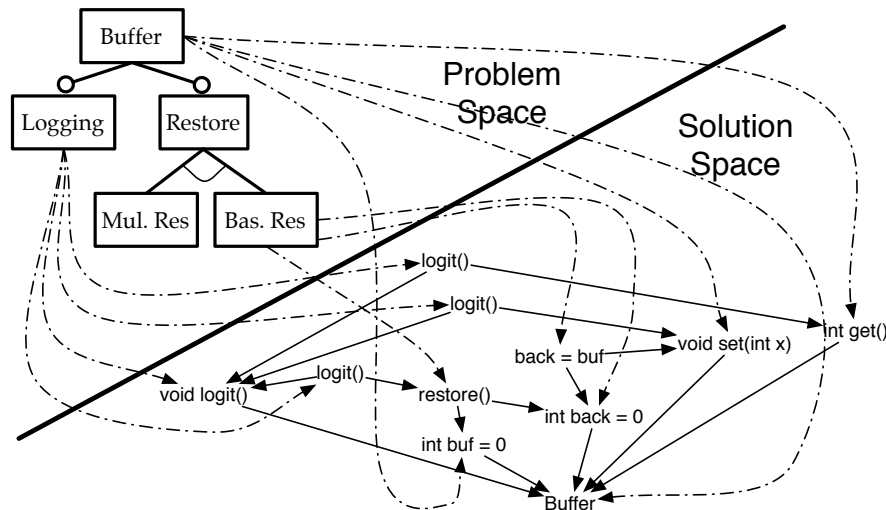 Buffer
Logging
Restore
Mul. Res
Bas. Res
Problem
Space
Solution
Space
logit()
logit()
int get()
void set(int x)
back = buf
logit()
void logit()
restore()
int back = 0
int buf = 0
Buffer